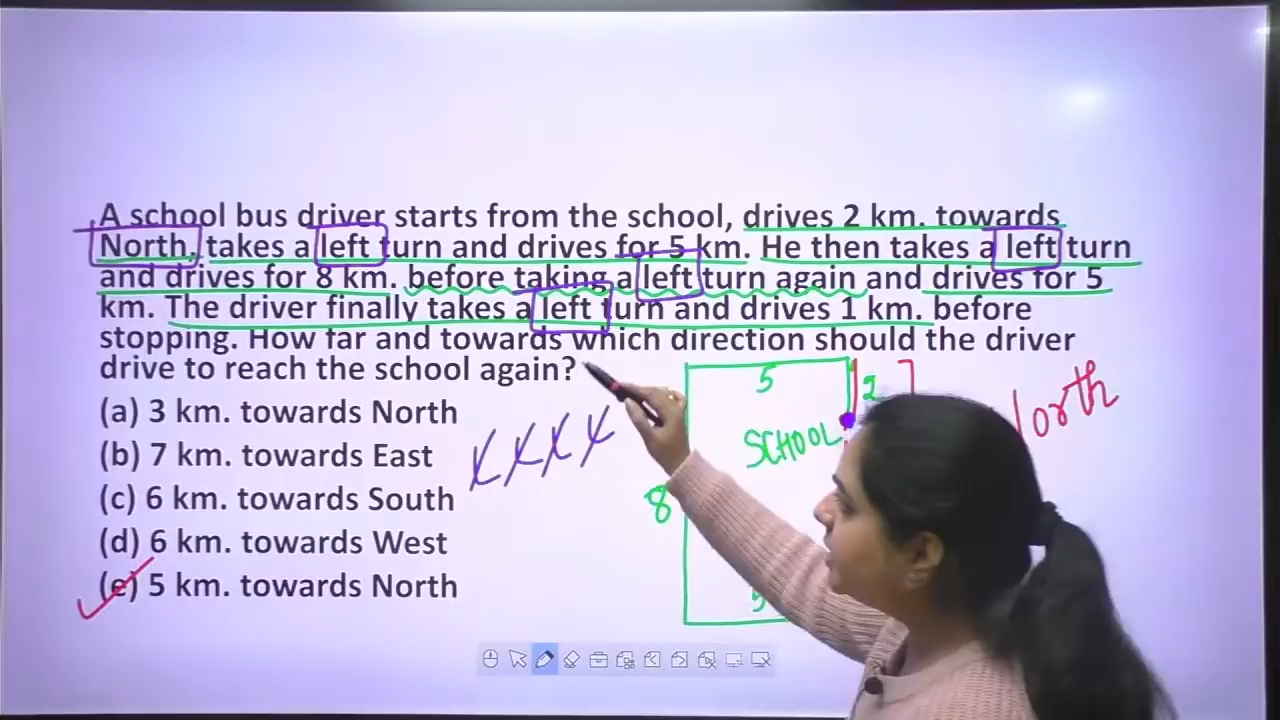 A school bus driver starts from the school, drives 2 km. towards
North, takes a left turn and drives for 5 km. He then takes a left turn
and drives for 8 km. before taking a left turn again and drives for 5
km. The driver finally takes a left turn and drives 1 km. before
stopping. How far and towards which direction should the driver
drive to reach the school again?
(a) 3 km. towards North
(b) 7 km. towards East
(c) 6 km. towards South
(d) 6 km. towards West
(e) 5 km. towards North
5
2
SCHOOL
8
5